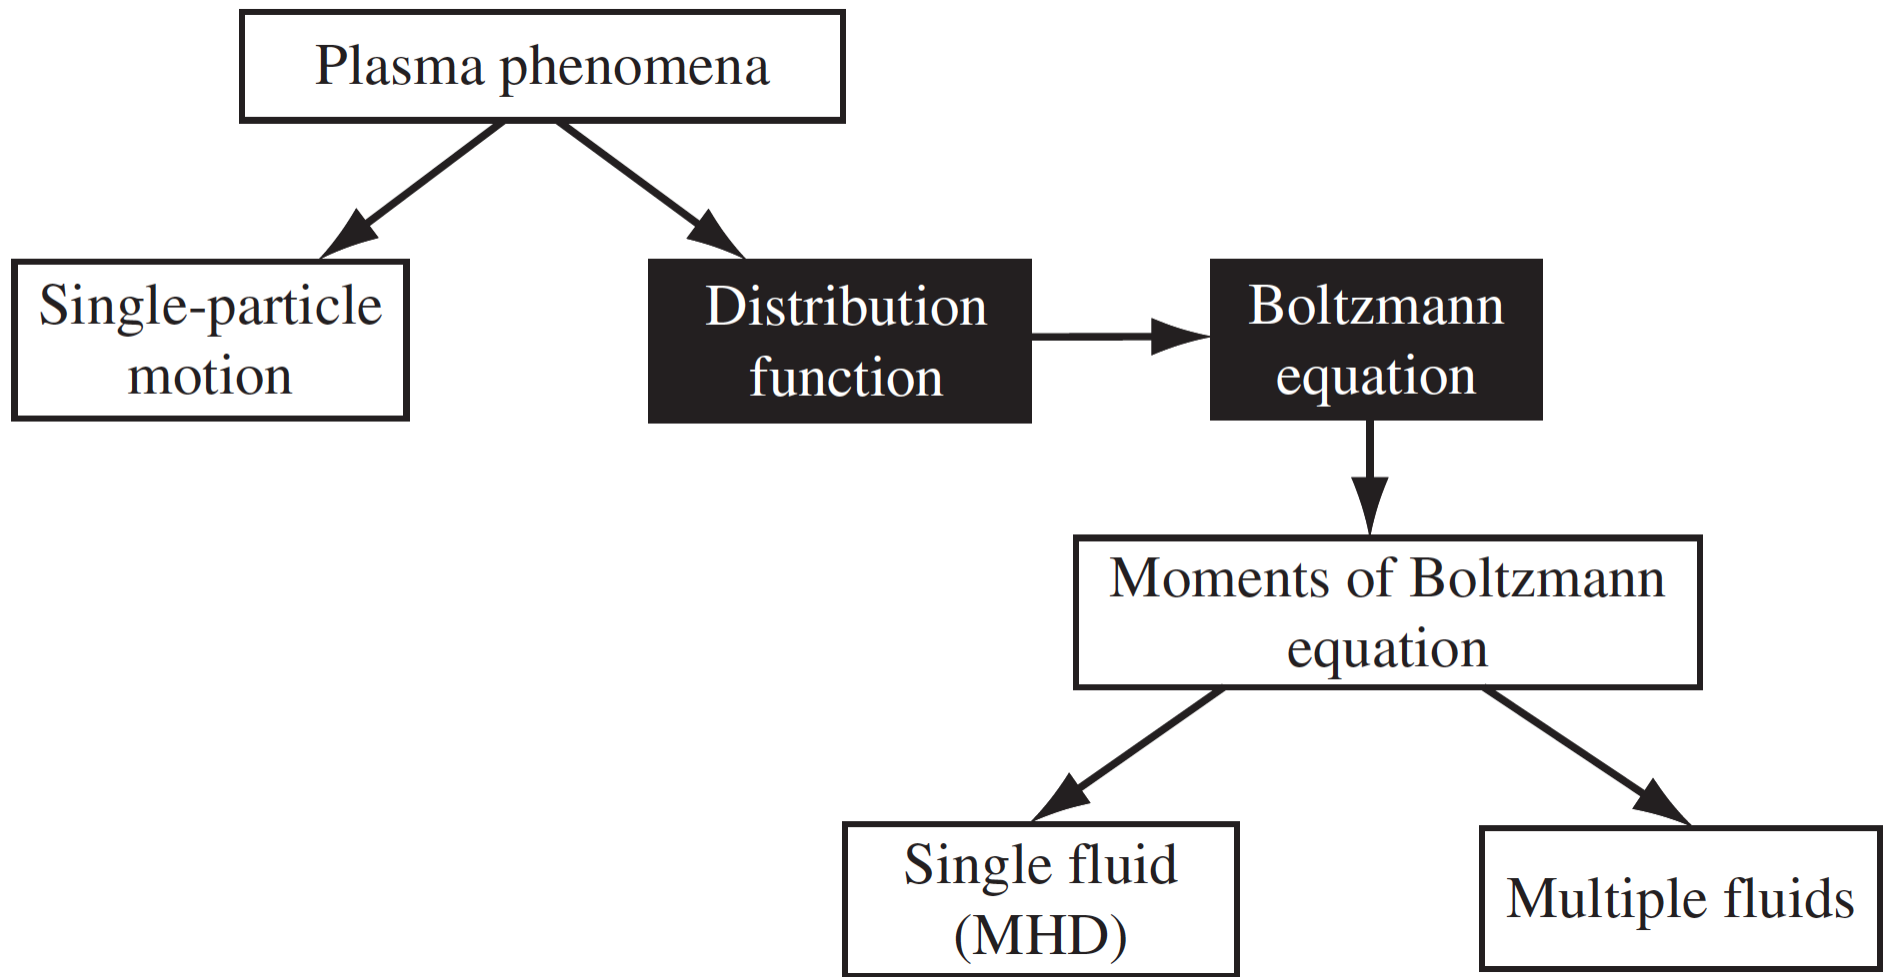 Plasma phenomena
Single-particle
motion
Distribution
function
Boltzmann
equation
Moments of Boltzmann
equation
Single fluid
(MHD)
Multiple fluids